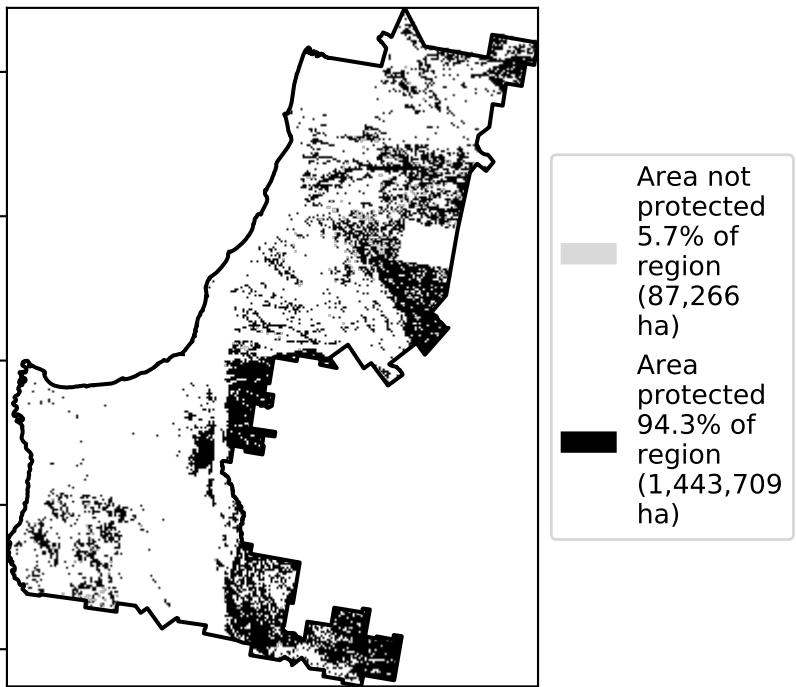 Area not
protected
5.7% of
region
(87,266
ha)
Area
protected
94.3% of
region
(1,443,709
ha)